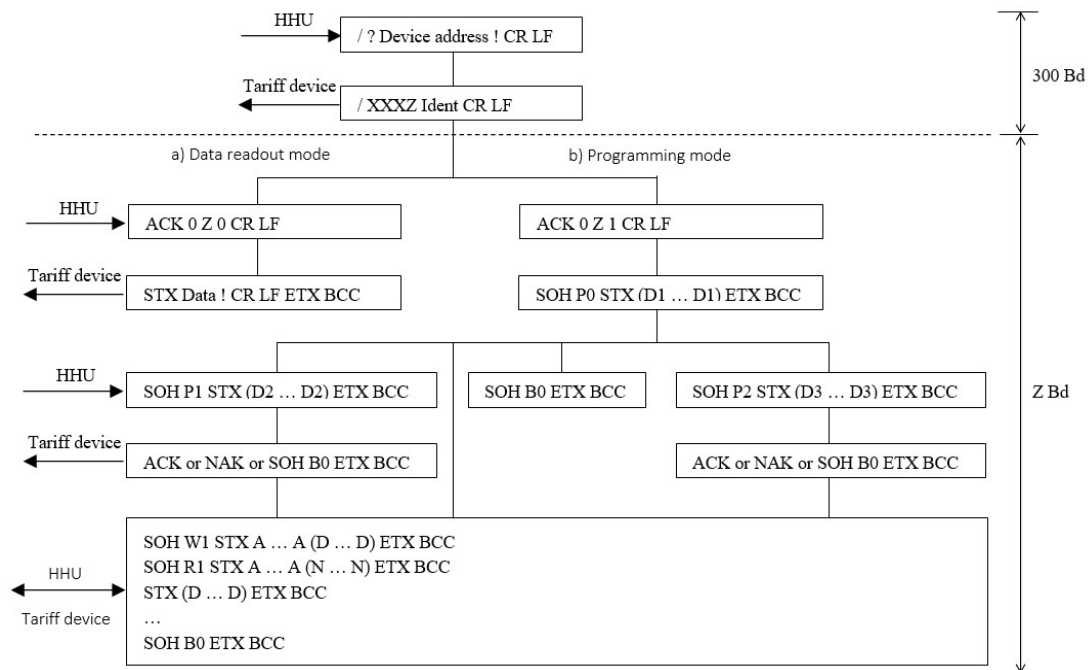 HHU
/ ? Device address ! CR LF
Tariff device
/ XXXZ Ident CR LF
300 Bd
a) Data readout mode
b) Programming mode
HHU
ACK 0 Z 0 CR LF
ACK 0 Z 1 CR LF
Tariff device
STX Data ! CR LF ETX BCC
SOH P0 STX (D1 … D1) ETX BCC
HHU
SOH P1 STX (D2 … D2) ETX BCC
SOH B0 ETX BCC
SOH P2 STX (D3 … D3) ETX BCC
Z Bd
Tariff device
ACK or NAK or SOH B0 ETX BCC
ACK or NAK or SOH B0 ETX BCC
SOH W1 STX A … A (D … D) ETX BCC
SOH R1 STX A … A (N … N) ETX BCC
STX (D … D) ETX BCC
…
SOH B0 ETX BCC
HHU
Tariff device